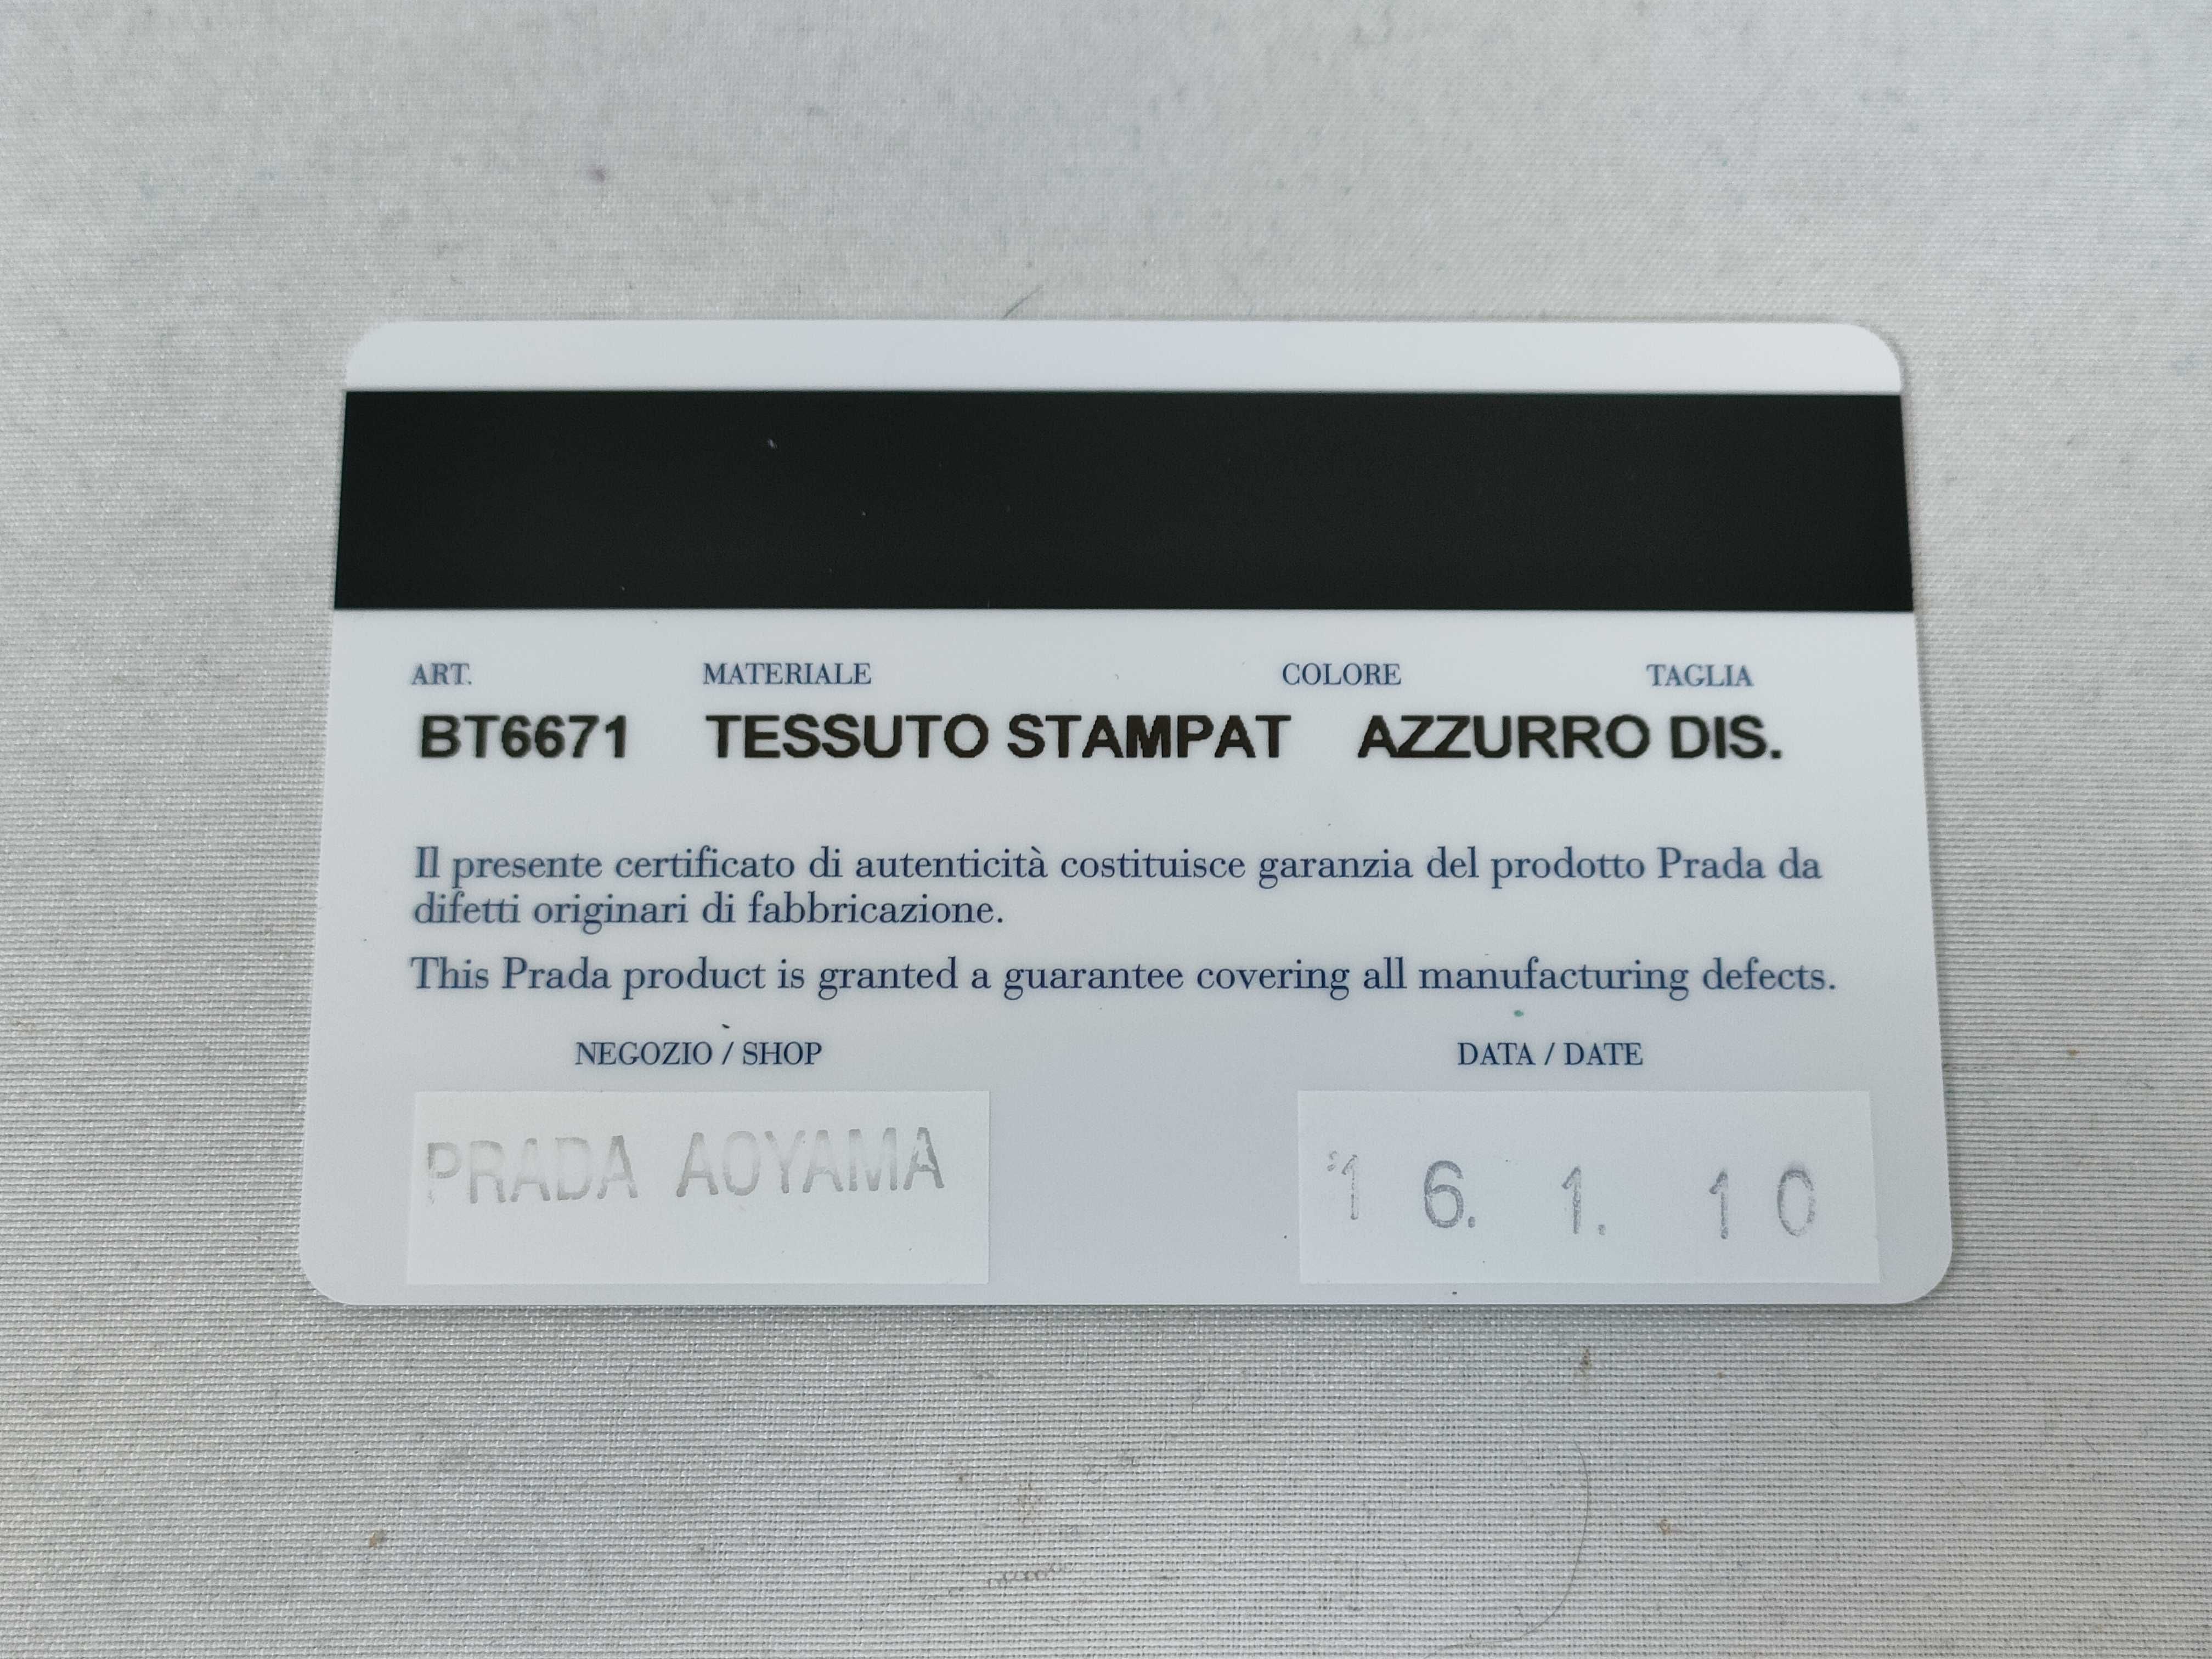 ART. MATERIALE COLORE TAGLIA
BT6671 TESSUTO STAMPAT AZZURRO DIS.
Il presente certificato di autenticità costituisce garanzia del prodotto Prada da
difetti originari di fabbricazione.
This Prada product is granted a guarantee covering all manufacturing defects.
NEGOZIO / SHOP DATA / DATE
PRADA AOYAMA '16. 1. 10